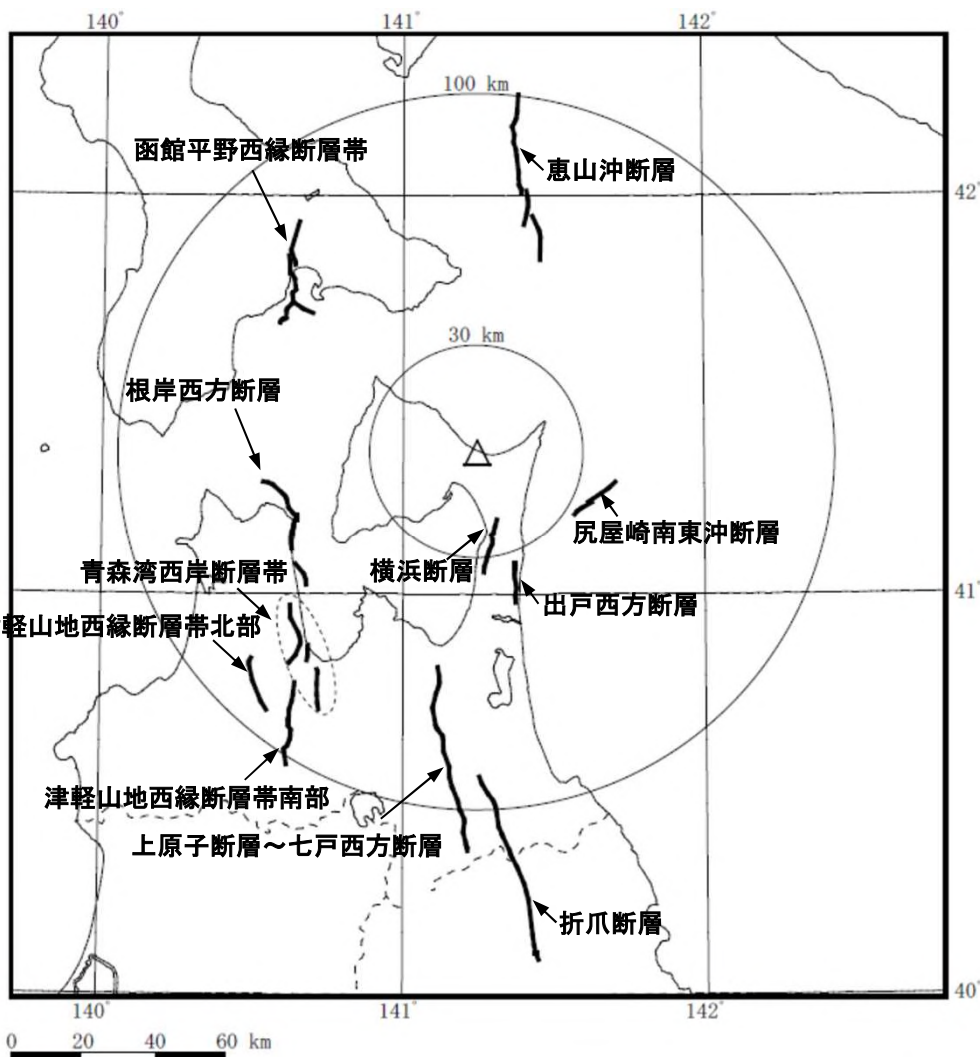 140° 141° 142°
100 km
函館平野西縁断層帯
恵山沖断層
42°
30 km
根岸西方断層
尻屋崎南東沖断層
青森湾西岸断層帯
横浜断層
41°
出戸西方断層
軽山地西縁断層帯北部
津軽山地西縁断層帯南部
上原子断層～七戸西方断層
折爪断層
40°
140° 141° 142°
0 20 40 60 km